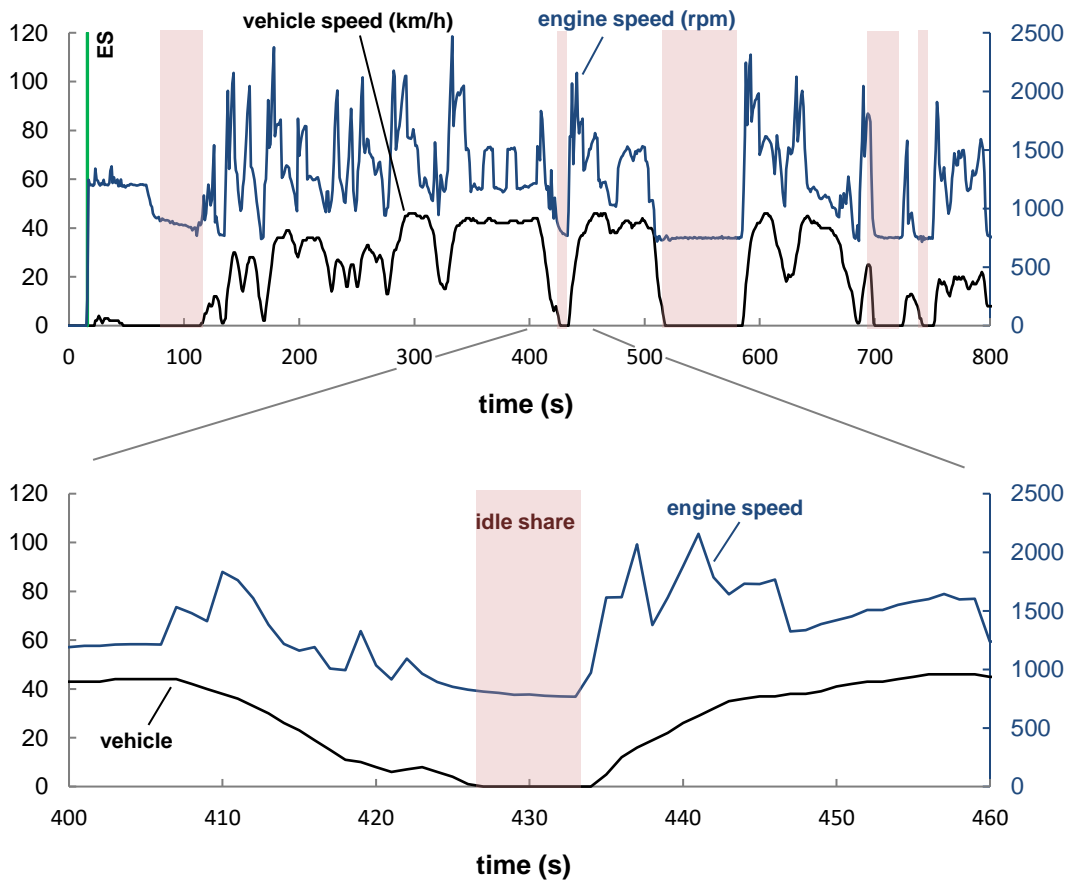 vehicle speed (km/h)
engine speed (rpm)
ES
120
100
80
60
40
20
0
2500
2000
1500
1000
500
0
0 100 200 300 400 500 600 700 800
time (s)
120
100
80
60
40
20
0
idle share
engine speed
vehicle
2500
2000
1500
1000
500
0
400 410 420 430 440 450 460
time (s)